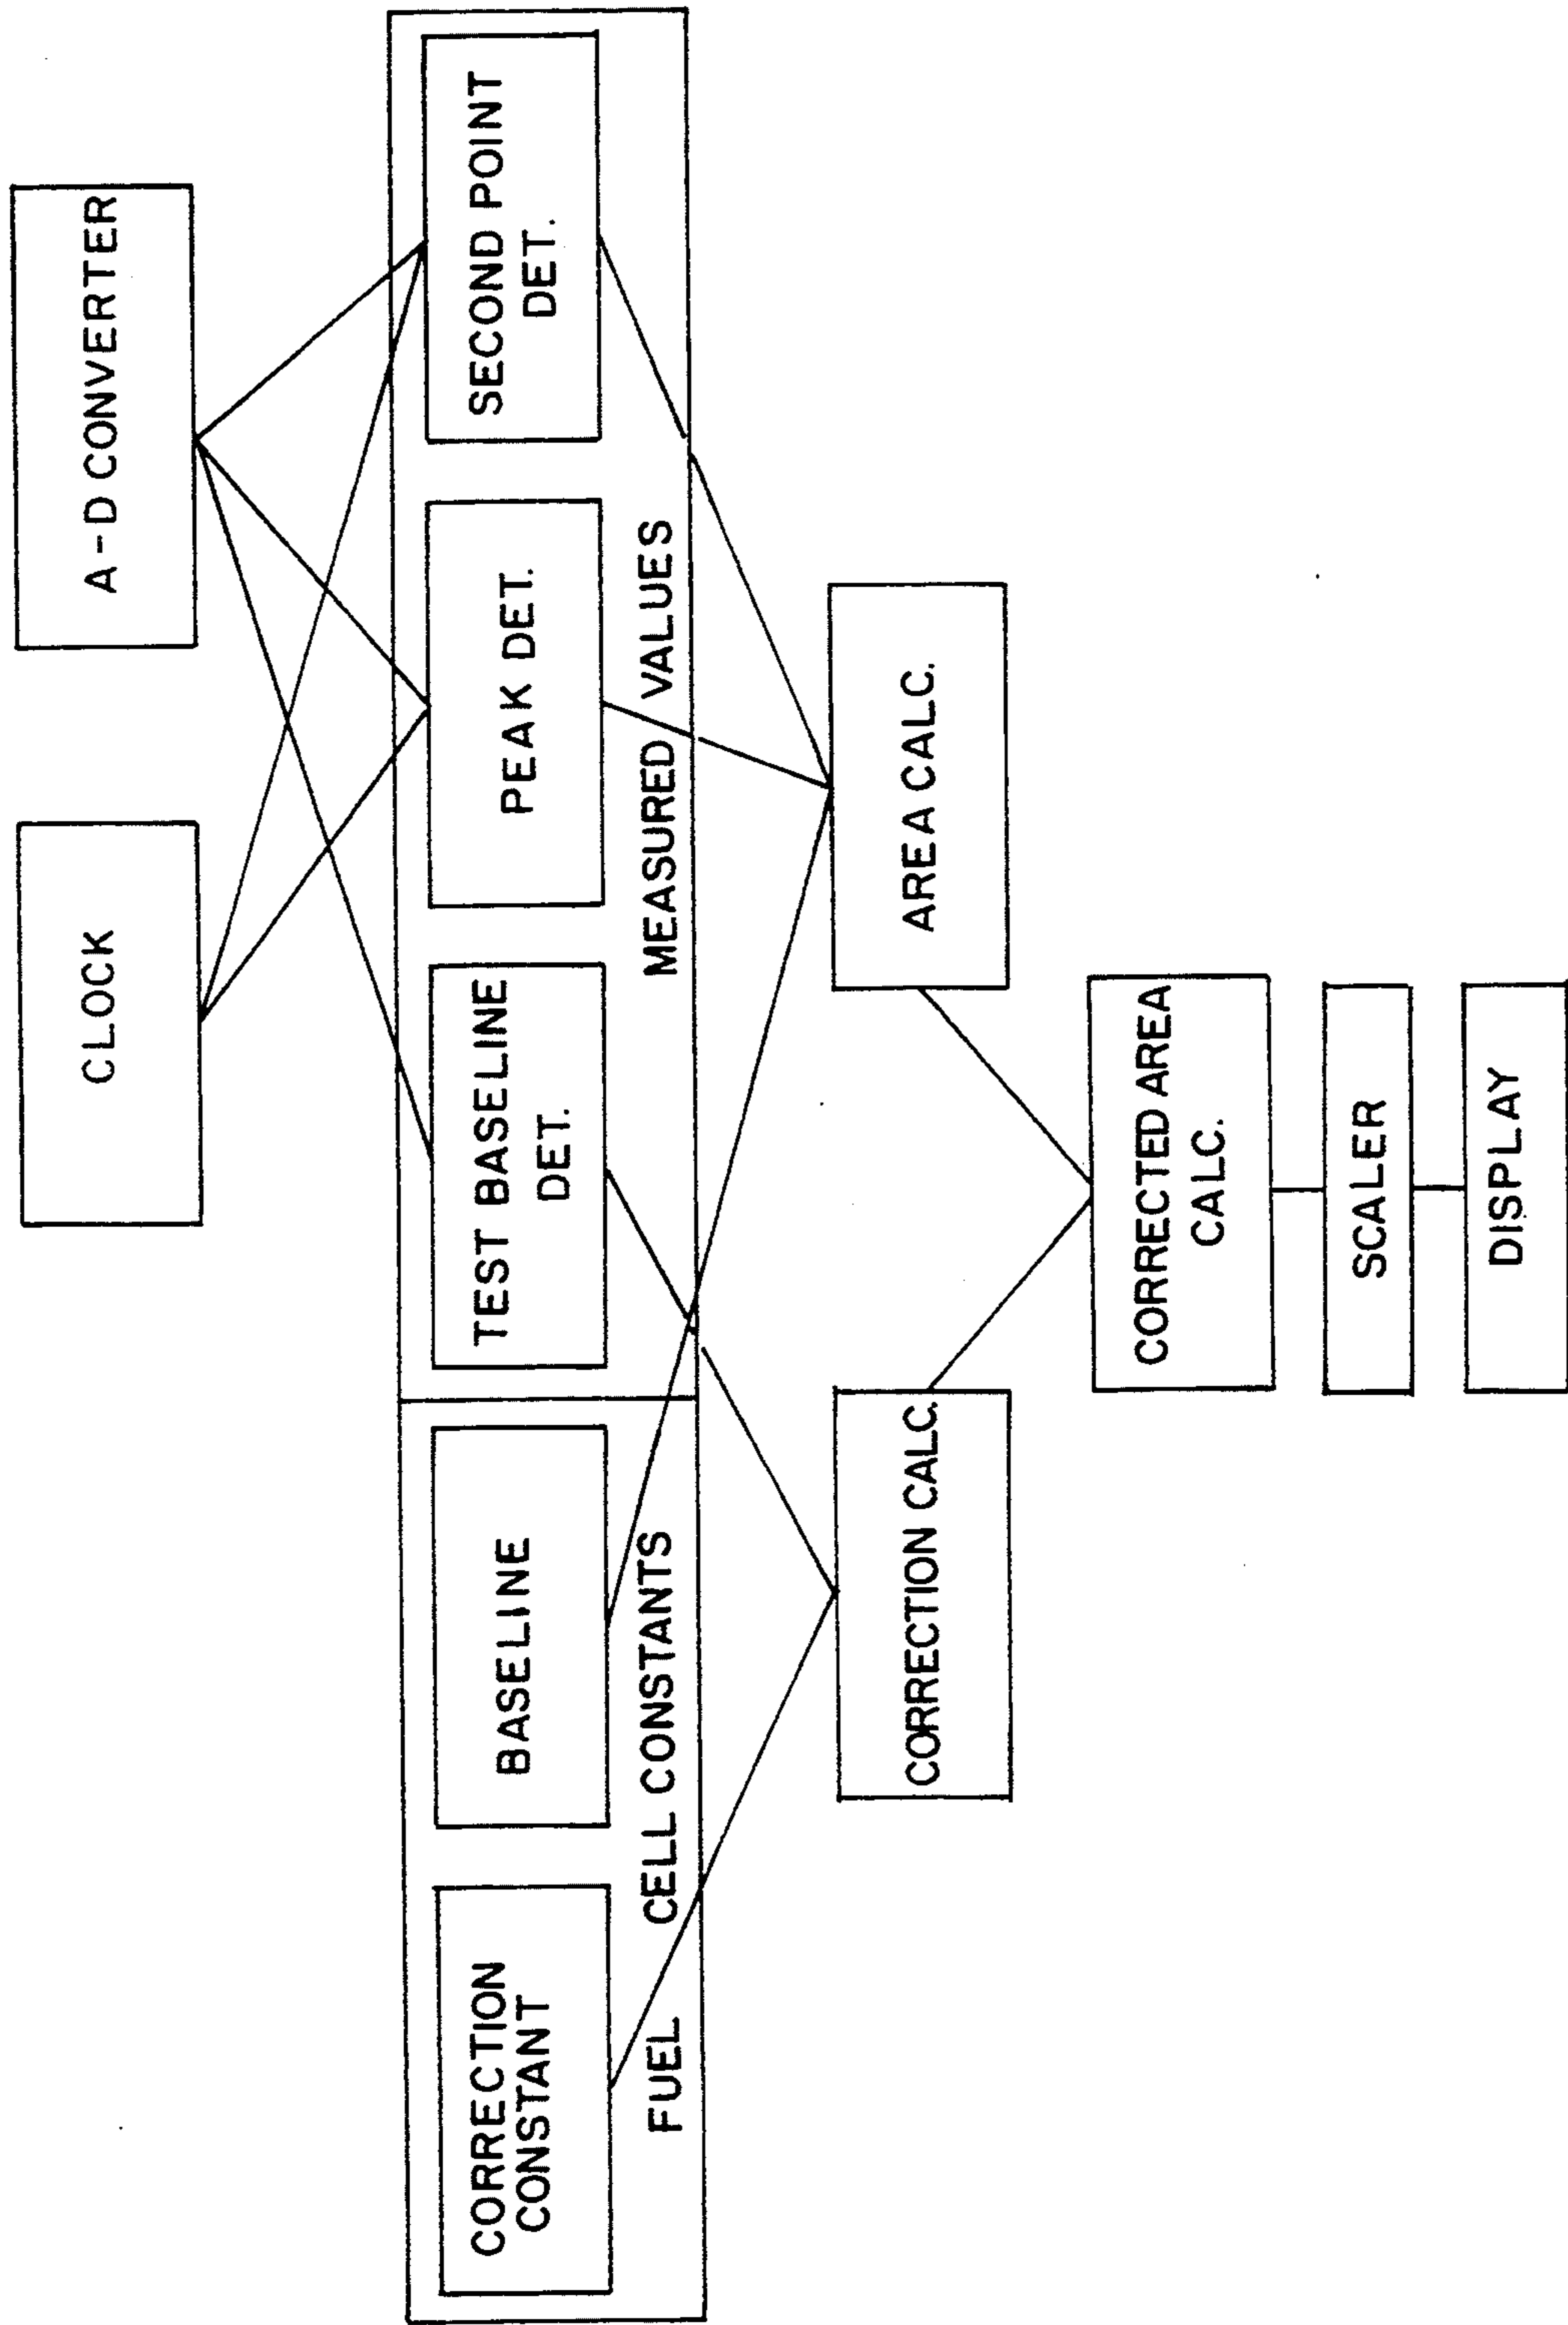 CLOCK
A-D CONVERTER
CORRECTION
CONSTANT
BASELINE
TEST BASELINE
DET.
PEAK DET.
SECOND POINT
DET.
FUEL CELL CONSTANTS
MEASURED VALUES
CORRECTION CALC.
AREA CALC.
CORRECTED AREA
CALC.
SCALER
DISPLAY